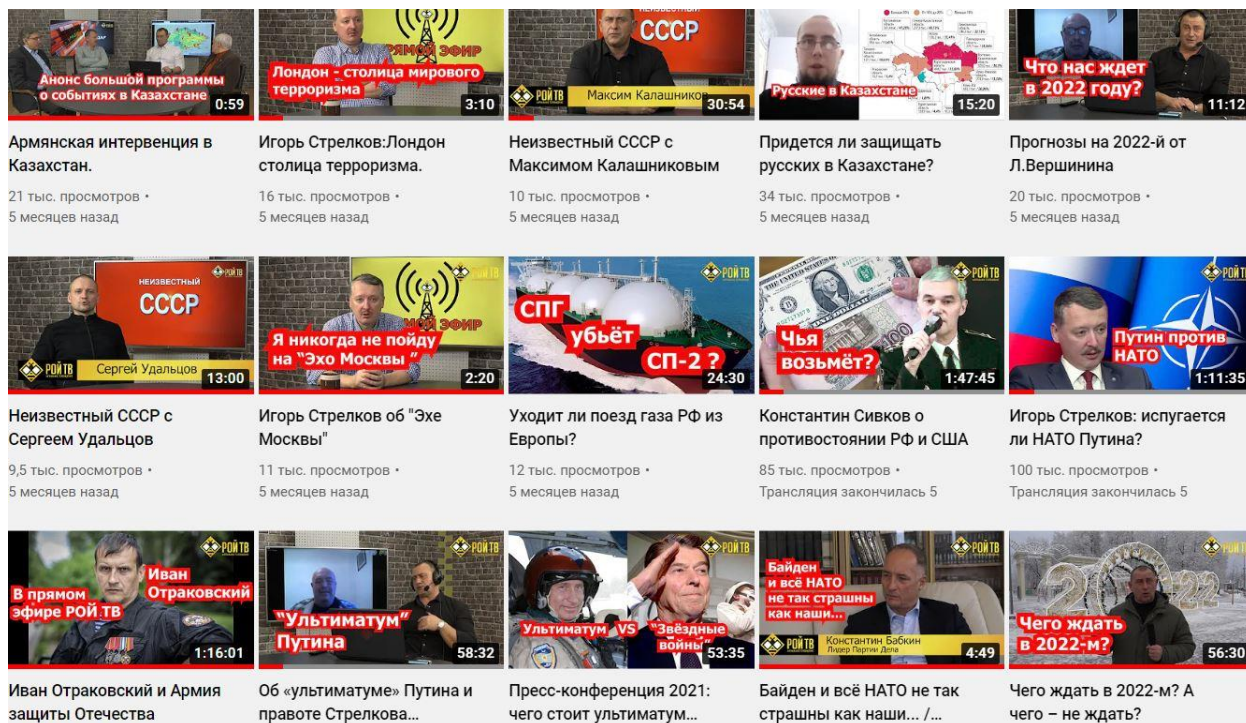 Анонс большой программы
о событиях в Казахстане
0:59
ПРЯМОЙ ЭФИР
Лондон - столица мирового
терроризма
3:10
НЕИЗВЕСТНЫЙ
СССР
РОЙ ТВ
Максим Калашников
30:54
Русские в Казахстане
15:20
Что нас ждет
в 2022 году?
11:12
Армянская интервенция в
Казахстан.
21 тыс. просмотров •
5 месяцев назад
Игорь Стрелков:Лондон
столица терроризма.
16 тыс. просмотров •
5 месяцев назад
Неизвестный СССР с
Максимом Калашниковым
10 тыс. просмотров •
5 месяцев назад
Придется ли защищать
русских в Казахстане?
34 тыс. просмотров •
5 месяцев назад
Прогнозы на 2022-й от
Л.Вершинина
20 тыс. просмотров •
5 месяцев назад
РОЙ ТВ
НЕИЗВЕСТНЫЙ
СССР
РОЙ ТВ
Сергей Удальцов
13:00
РОЙ ТВ
ЭФИР
Я никогда не пойду
на "Эхо Москвы "
2:20
РОЙ ТВ
СПГ
убьёт
СП-2 ?
24:30
РОЙ ТВ
Чья
возьмёт?
1:47:45
РОЙ ТВ
Путин против
НАТО
1:11:35
Неизвестный СССР с
Сергеем Удальцов
9,5 тыс. просмотров •
5 месяцев назад
Игорь Стрелков об "Эхе
Москвы"
11 тыс. просмотров •
5 месяцев назад
Уходит ли поезд газа РФ из
Европы?
12 тыс. просмотров •
5 месяцев назад
Константин Сивков о
противостоянии РФ и США
85 тыс. просмотров •
Трансляция закончилась 5
Игорь Стрелков: испугается
ли НАТО Путина?
100 тыс. просмотров •
Трансляция закончилась 5
РОЙ ТВ
В прямом
эфире РОЙ ТВ
Иван
Отраковский
1:16:01
РОЙ ТВ
"Ультиматум"
Путина
58:32
РОЙ ТВ
Ультиматум VS "Звёздные
войны"
53:35
РОЙ ТВ
Байден
и всё НАТО
не так страшны
как наши...
РОЙ ТВ
Константин Бабкин
Лидер Партии Дела
4:49
РОЙ ТВ
2022
Чего ждать
в 2022-м?
56:30
Иван Отраковский и Армия
защиты Отечества
Об «ультиматуме» Путина и
правоте Стрелкова...
Пресс-конференция 2021:
чего стоит ультиматум...
Байден и всё НАТО не так
страшны как наши... /...
Чего ждать в 2022-м? А
чего – не ждать?